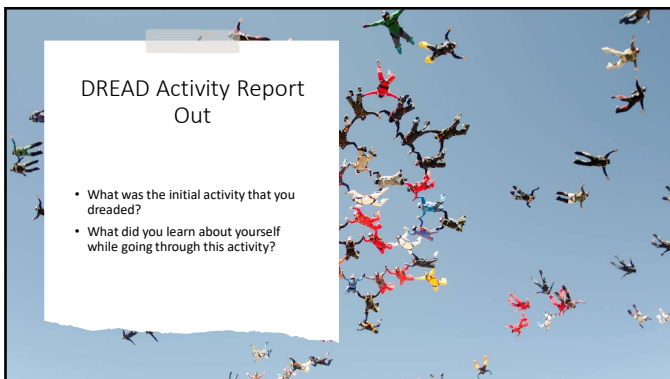 DREAD Activity Report
Out
• What was the initial activity that you
dreaded?
• What did you learn about yourself
while going through this activity?